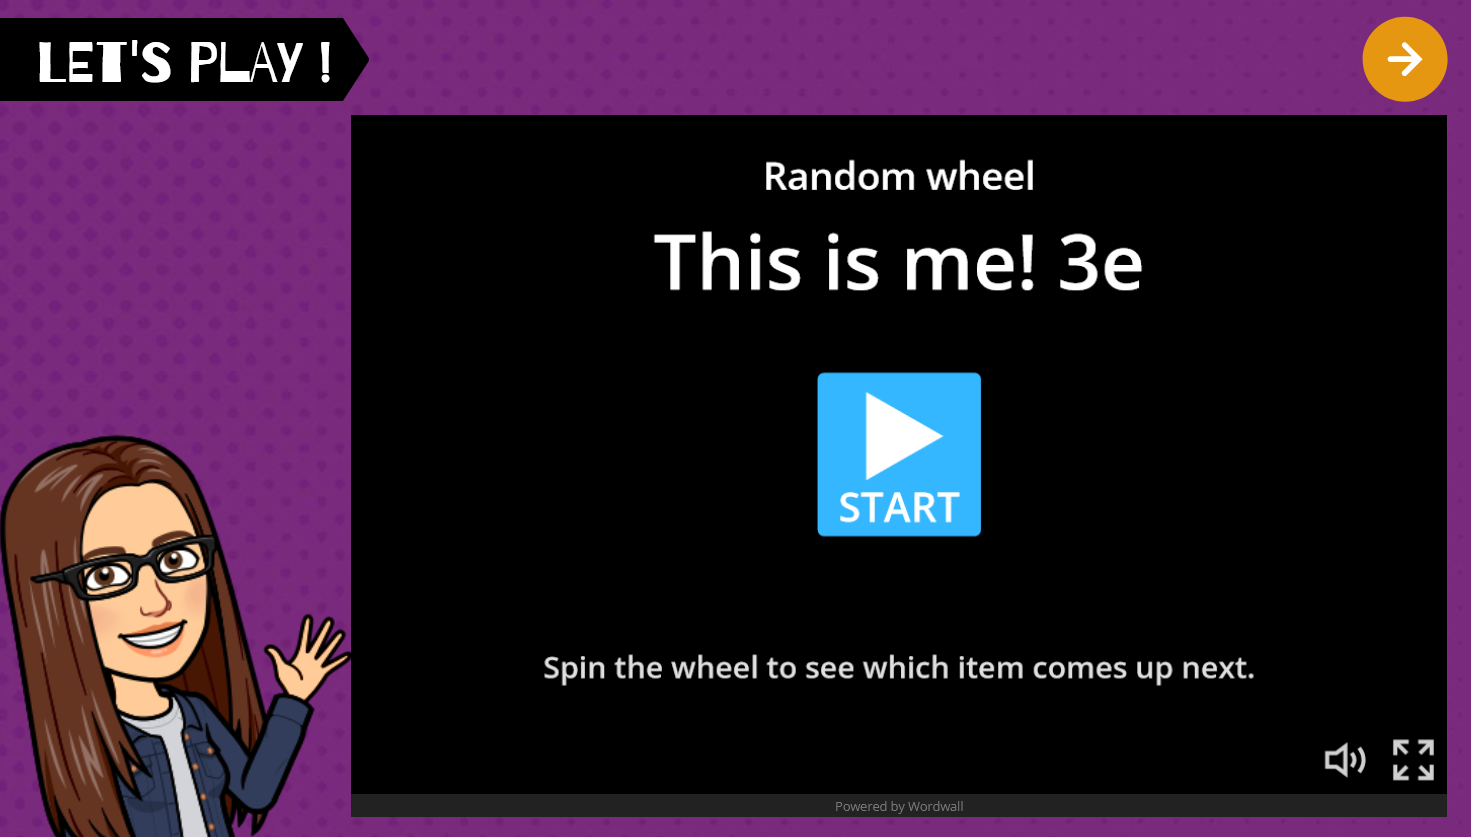 LET'S PLAY !
Random wheel
This is me! 3e
START
Spin the wheel to see which item comes up next.
Powered by Wordwall